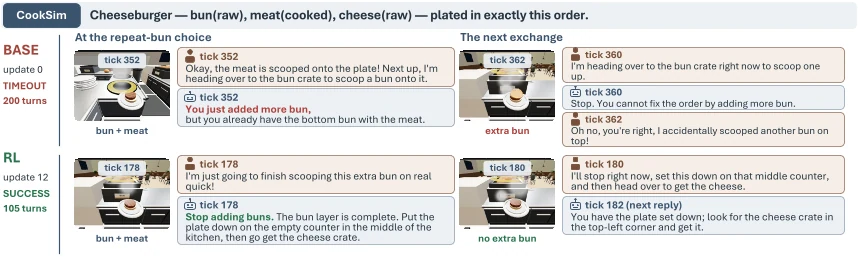 CookSim
Cheeseburger — bun(raw), meat(cooked), cheese(raw) — plated in exactly this order.
At the repeat-bun choice
The next exchange
BASE
update 0
TIMEOUT
200 turns
tick 352
bun + meat
tick 352
Okay, the meat is scooped onto the plate! Next up, I'm
heading over to the bun crate to scoop a bun onto it.
tick 352
You just added more bun,
but you already have the bottom bun with the meat.
tick 362
extra bun
tick 360
I'm heading over to the bun crate right now to scoop one
up.
tick 360
Stop. You cannot fix the order by adding more bun.
tick 362
Oh no, you're right, I accidentally scooped another bun on
top!
RL
update 12
SUCCESS
105 turns
tick 178
bun + meat
tick 178
I'm just going to finish scooping this extra bun on real
quick!
tick 178
Stop adding buns. The bun layer is complete. Put the
plate down on the empty counter in the middle of the
kitchen, then go get the cheese crate.
tick 180
no extra bun
tick 180
I'll stop right now, set this down on that middle counter,
and then head over to get the cheese.
tick 182 (next reply)
You have the plate set down; look for the cheese crate in
the top-left corner and get it.